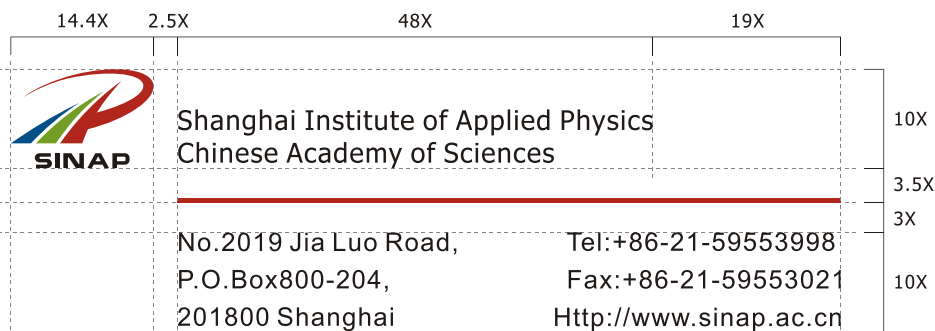 14.4X 2.5X 48X 19X
SINAP
Shanghai Institute of Applied Physics
Chinese Academy of Sciences
10X
3.5X
3X
No.2019 Jia Luo Road, Tel:+86-21-59553998
P.O.Box800-204, Fax:+86-21-59553021
10X
201800 Shanghai Http://www.sinap.ac.cn